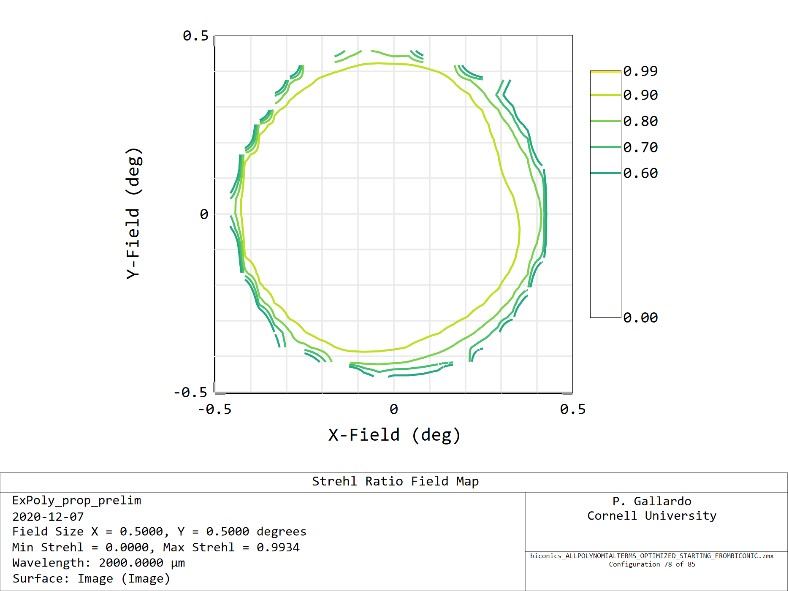 0.5
0
-0.5
Y-Field (deg)
-0.5
0
0.5
X-Field (deg)
0.99
0.90
0.80
0.70
0.60
0.00
Strehl Ratio Field Map
ExPoly_prop_prelim
2020-12-07
Field Size X = 0.5000, Y = 0.5000 degrees
Min Strehl = 0.0000, Max Strehl = 0.9934
Wavelength: 2000.0000 µm
Surface: Image (Image)
P. Gallardo
Cornell University
biconics_ALLPOLYNOMIALTERMS_OPTIMIZED_STARTING_FROMBICONIC.zmx
Configuration 78 of 85